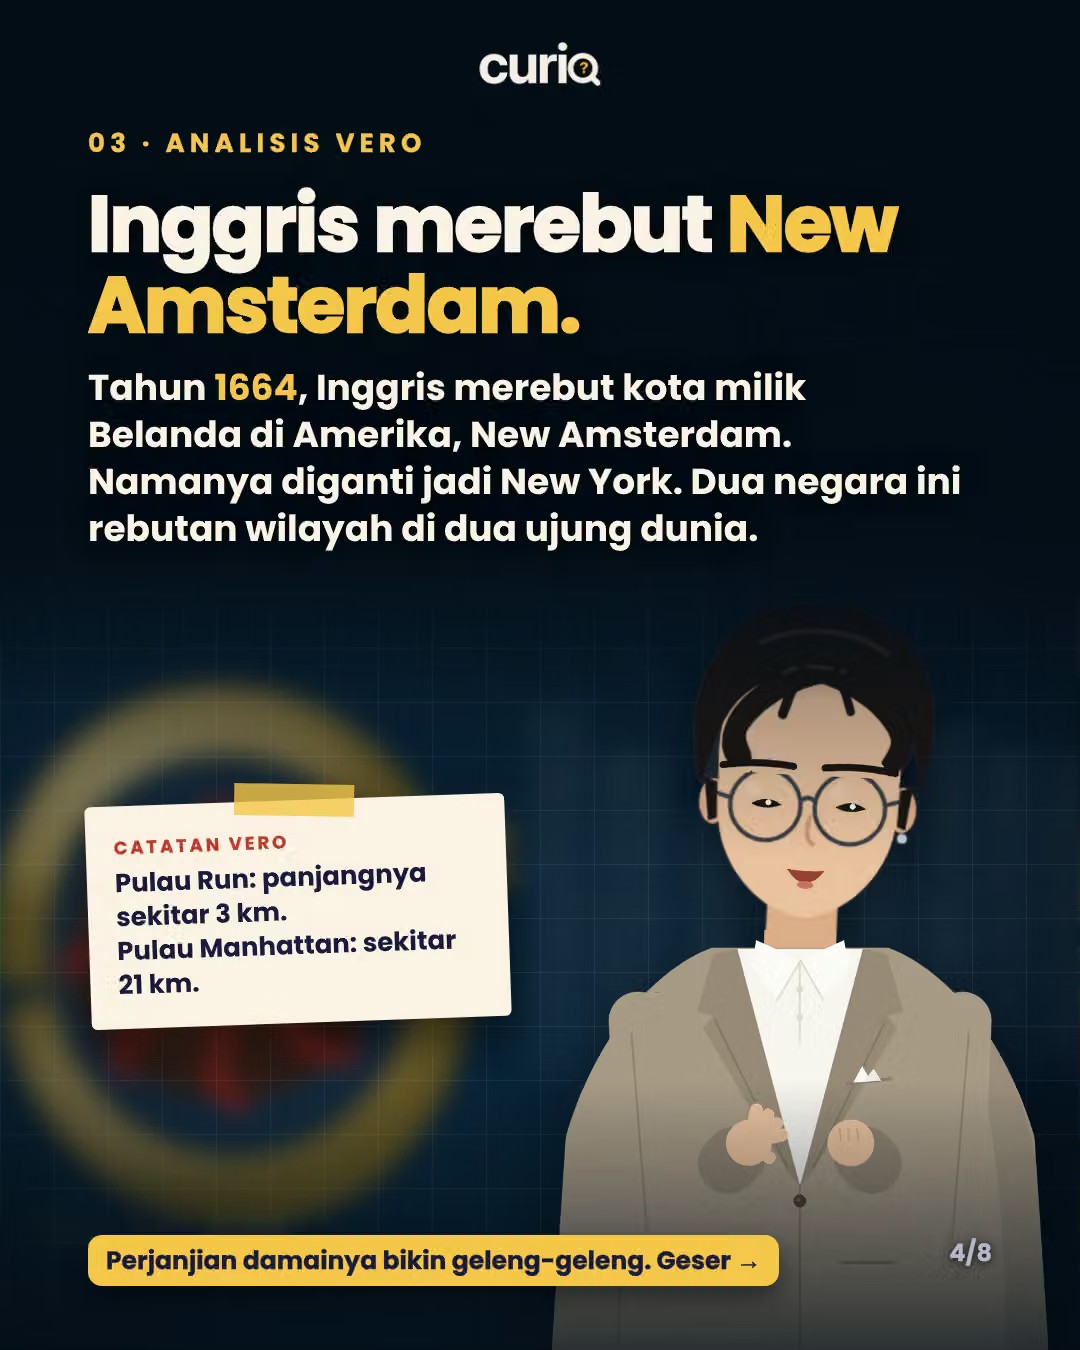 curio
03 · ANALISIS VERO
Inggris merebut New
Amsterdam.
Tahun 1664, Inggris merebut kota milik
Belanda di Amerika, New Amsterdam.
Namanya diganti jadi New York. Dua negara ini
rebutan wilayah di dua ujung dunia.
CATATAN VERO
Pulau Run: panjangnya
sekitar 3 km.
Pulau Manhattan: sekitar
21 km.
Perjanjian damainya bikin geleng-geleng. Geser →
4/8